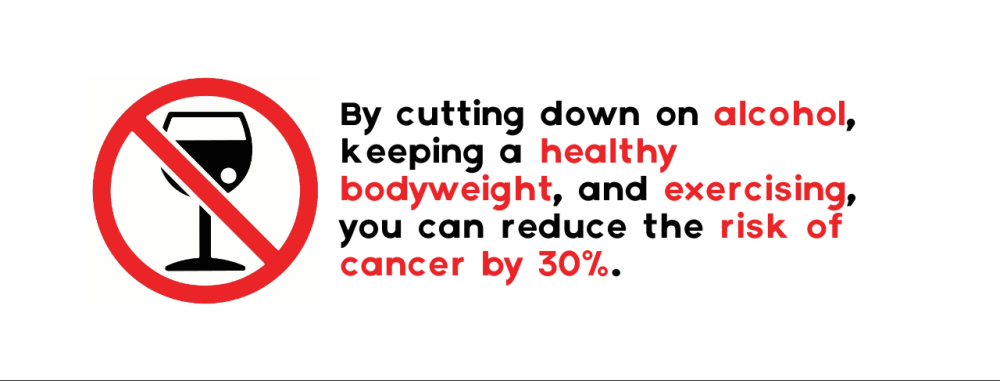 By cutting down on alcohol,
keeping a healthy
bodyweight, and exercising,
you can reduce the risk of
cancer by 30%.